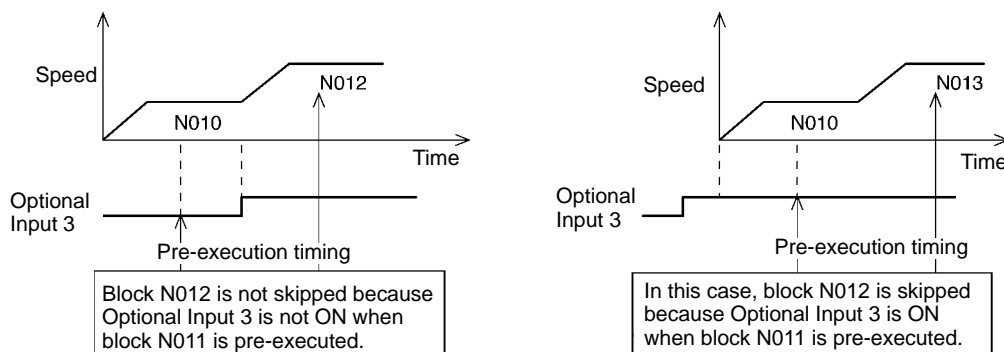 Speed
N012
N010
Time
Optional
Input 3
Pre-execution timing
Block N012 is not skipped because
Optional Input 3 is not ON when
block N011 is pre-executed.
Speed
N013
N010
Time
Optional
Input 3
Pre-execution timing
In this case, block N012 is skipped
because Optional Input 3 is ON
when block N011 is pre-executed.